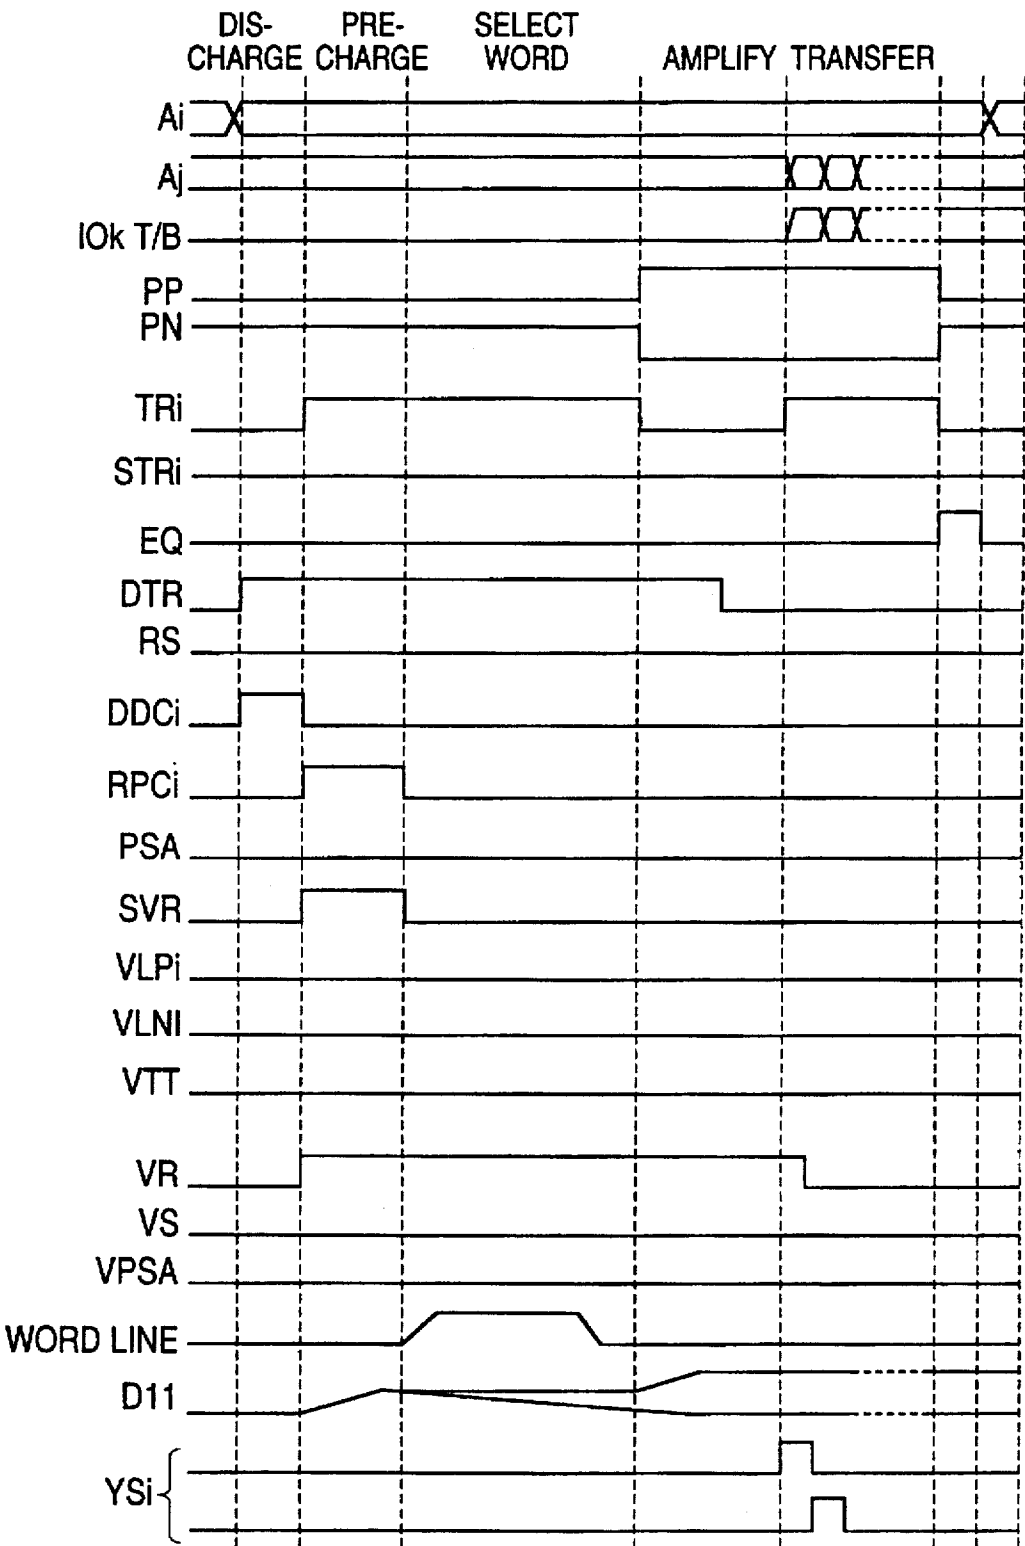 DIS-
CHARGE
PRE-
CHARGE
SELECT
WORD
AMPLIFY
TRANSFER
Ai
Aj
IOk T/B
PP
PN
TRi
STRi
EQ
DTR
RS
DDCi
RPCi
PSA
SVR
VLPi
VLNI
VTT
VR
VS
VPSA
WORD LINE
D11
YSi